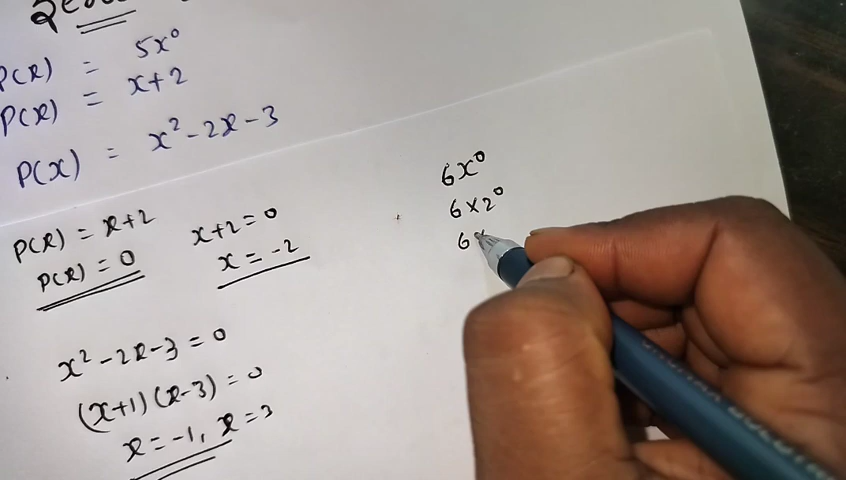 P(x) = 5x⁰
P(x) = x+2
P(x) = x² - 2x - 3
P(x) = x+2
P(x) = 0
x+2 = 0
x = -2
x² - 2x - 3 = 0
(x+1) (x-3) = 0
x = -1, x = 3
6x⁰
6×2⁰
6×